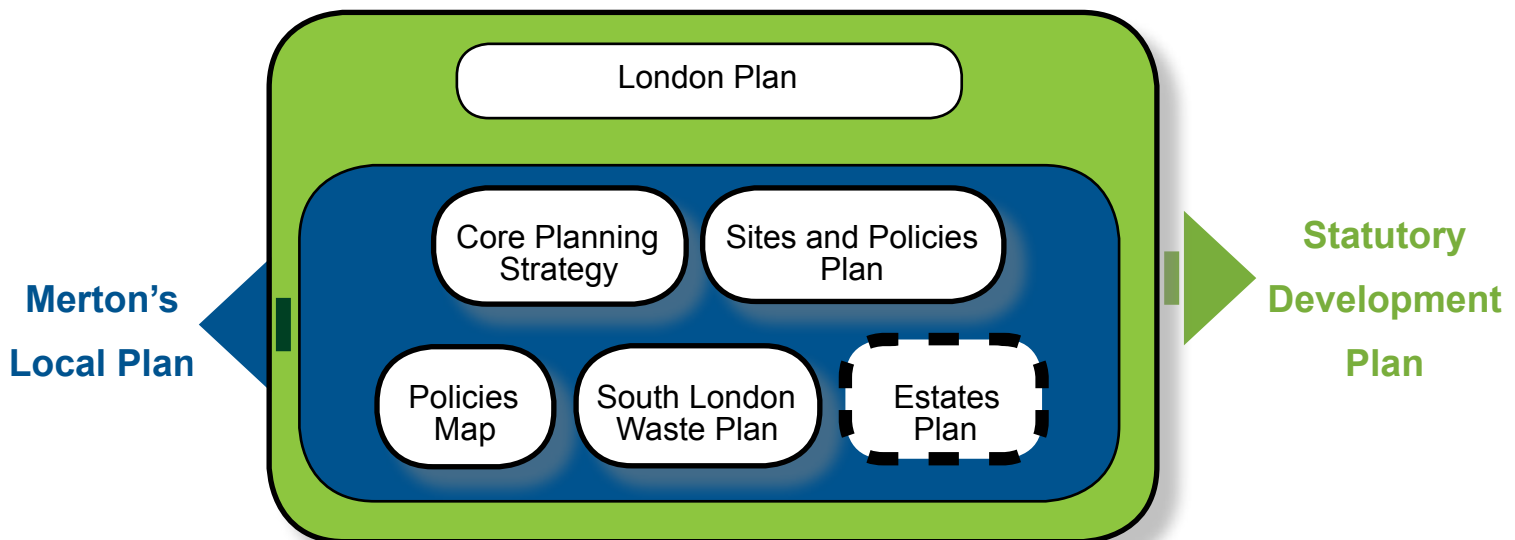 London Plan
Core Planning
Strategy
Sites and Policies
Plan
Merton’s
Local Plan
Policies
Map
South London
Waste Plan
Estates
Plan
Statutory
Development
Plan